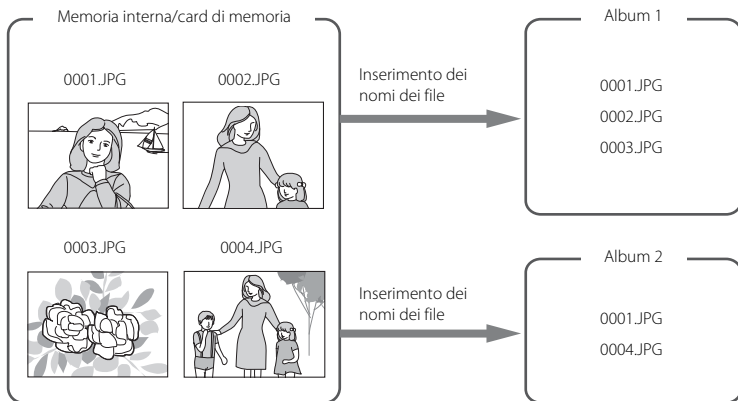 Memoria interna/card di memoria
0001.JPG
0002.JPG
0003.JPG
0004.JPG
Inserimento dei
nomi dei file
Album 1
0001.JPG
0002.JPG
0003.JPG
Inserimento dei
nomi dei file
Album 2
0001.JPG
0004.JPG